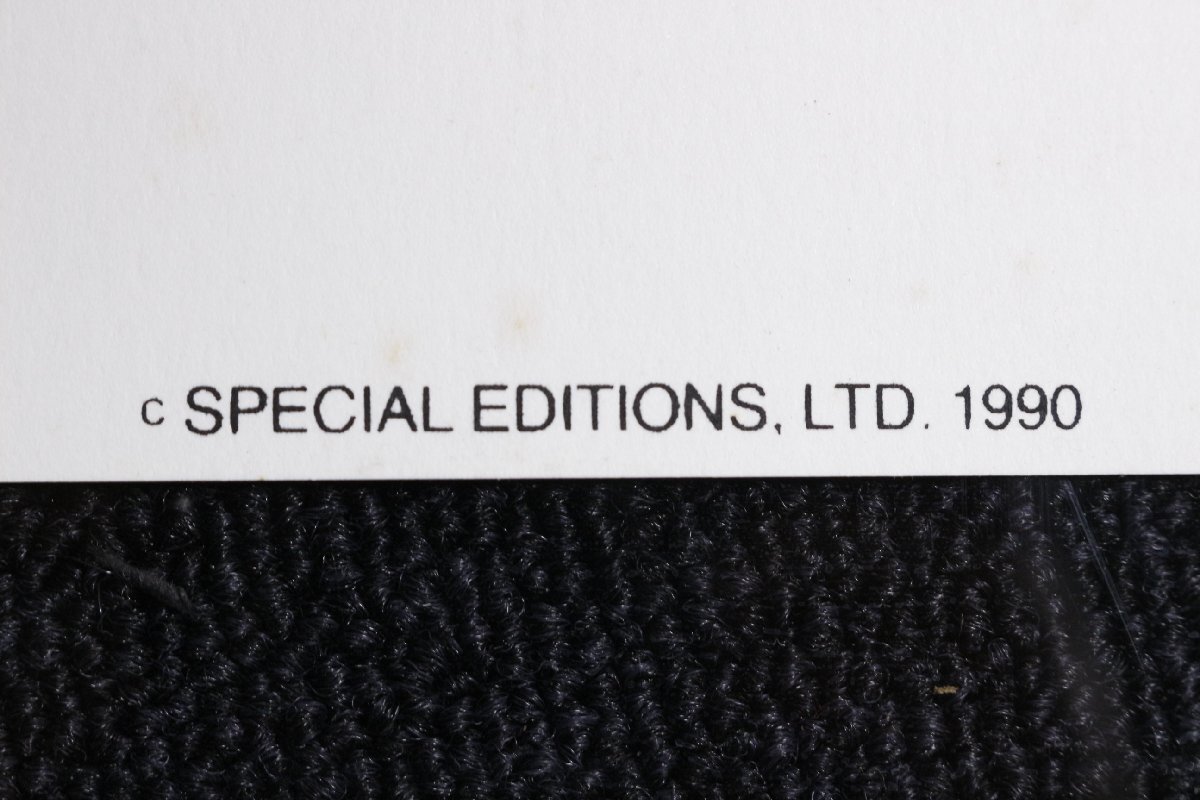 c SPECIAL EDITIONS, LTD. 1990